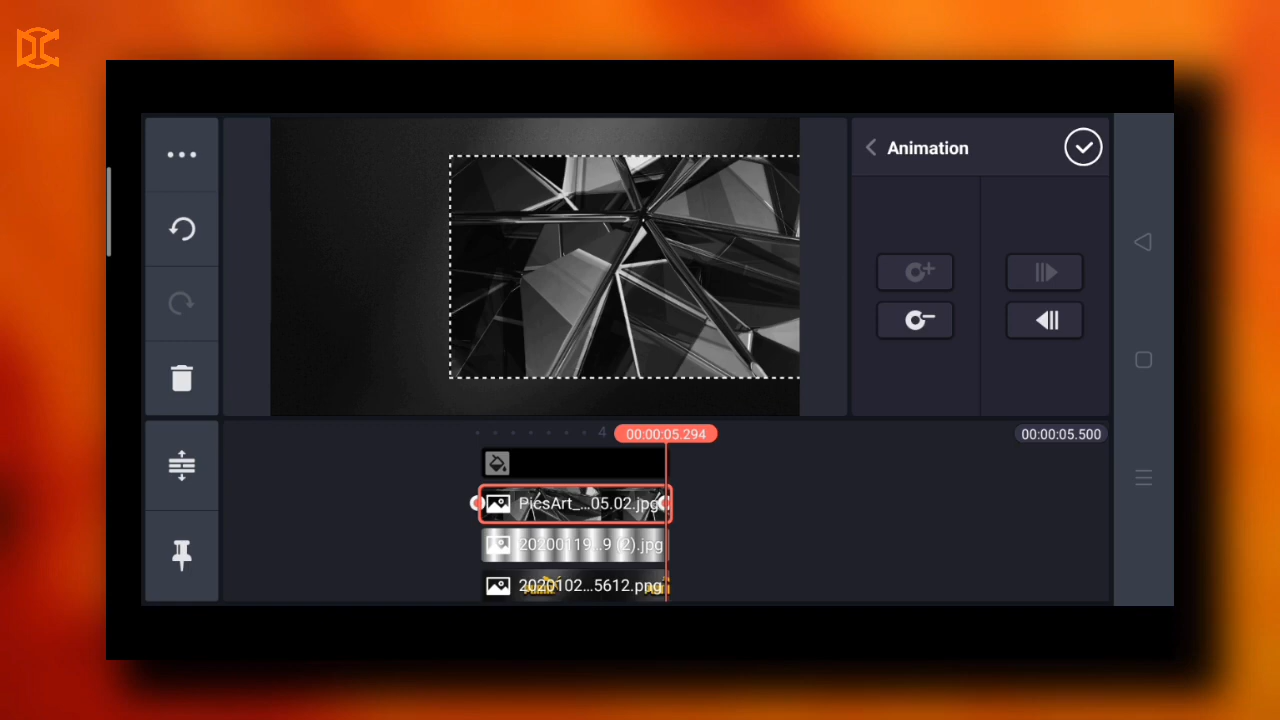 Animation
4
00:00:05.294
00:00:05.500
PicsArt_...05.02.jpg
20200119...9 (2).jpg
2020102...5612.png